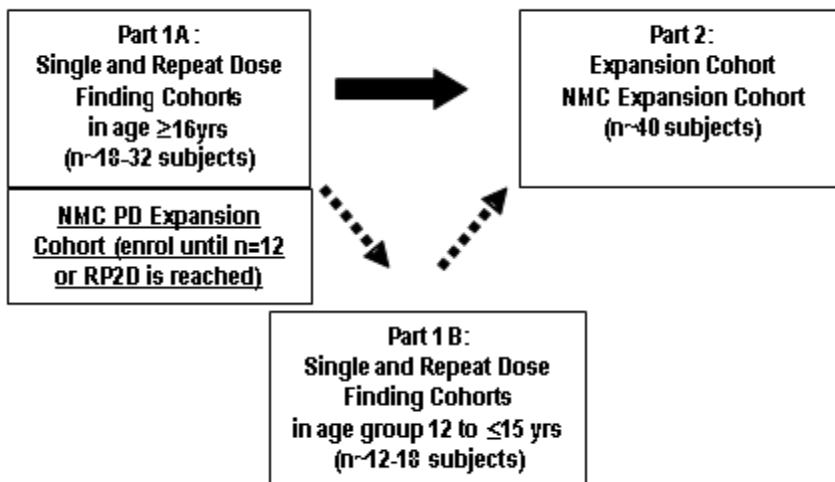 Part 1A:
Single and Repeat Dose
Finding Cohorts
in age ≥16yrs
(n~18-32 subjects)
NMC PD Expansion
Cohort (enrol until n=12
or RP2D is reached)
Part 2:
Expansion Cohort
NMC Expansion Cohort
(n~40 subjects)
Part 1B:
Single and Repeat Dose
Finding Cohorts
in age group 12 to ≤15 yrs
(n~12-18 subjects)